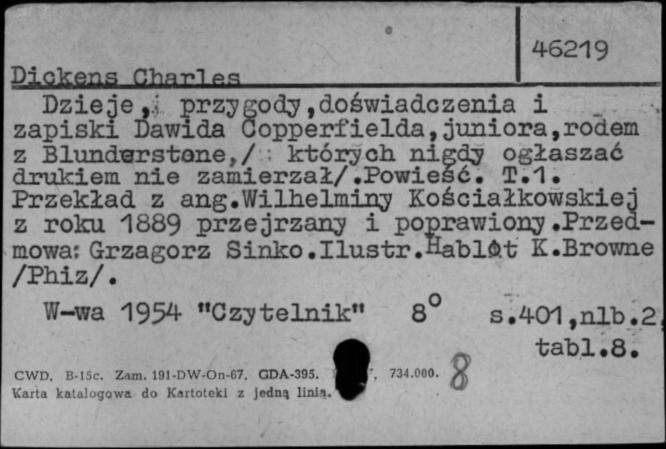 46219
Dickens Charles
Dzieje, przygody,doświadczenia i
zapiski Dawida Copperfielda,juniora,rodem
z Blunderstone,/ których nigdy ogłaszać
drukiem nie zamierzał/.Powieść. T.1.
Przekład z ang.Wilhelminy Kościałkowskiej
z roku 1889 przejrzany i poprawiony.Przed-
mowa: Grzagorz Sinko.Ilustr.Hablot K.Browne
/Phiz/.
W-wa 1954 "Czytelnik" 8° s.401,nlb.2,
tabl.8.
CWD. B-15c. Zam. 191-DW-On-67. GDA-395. 734.000. 8
Karta katalogowa do Kartoteki z jedną linią.